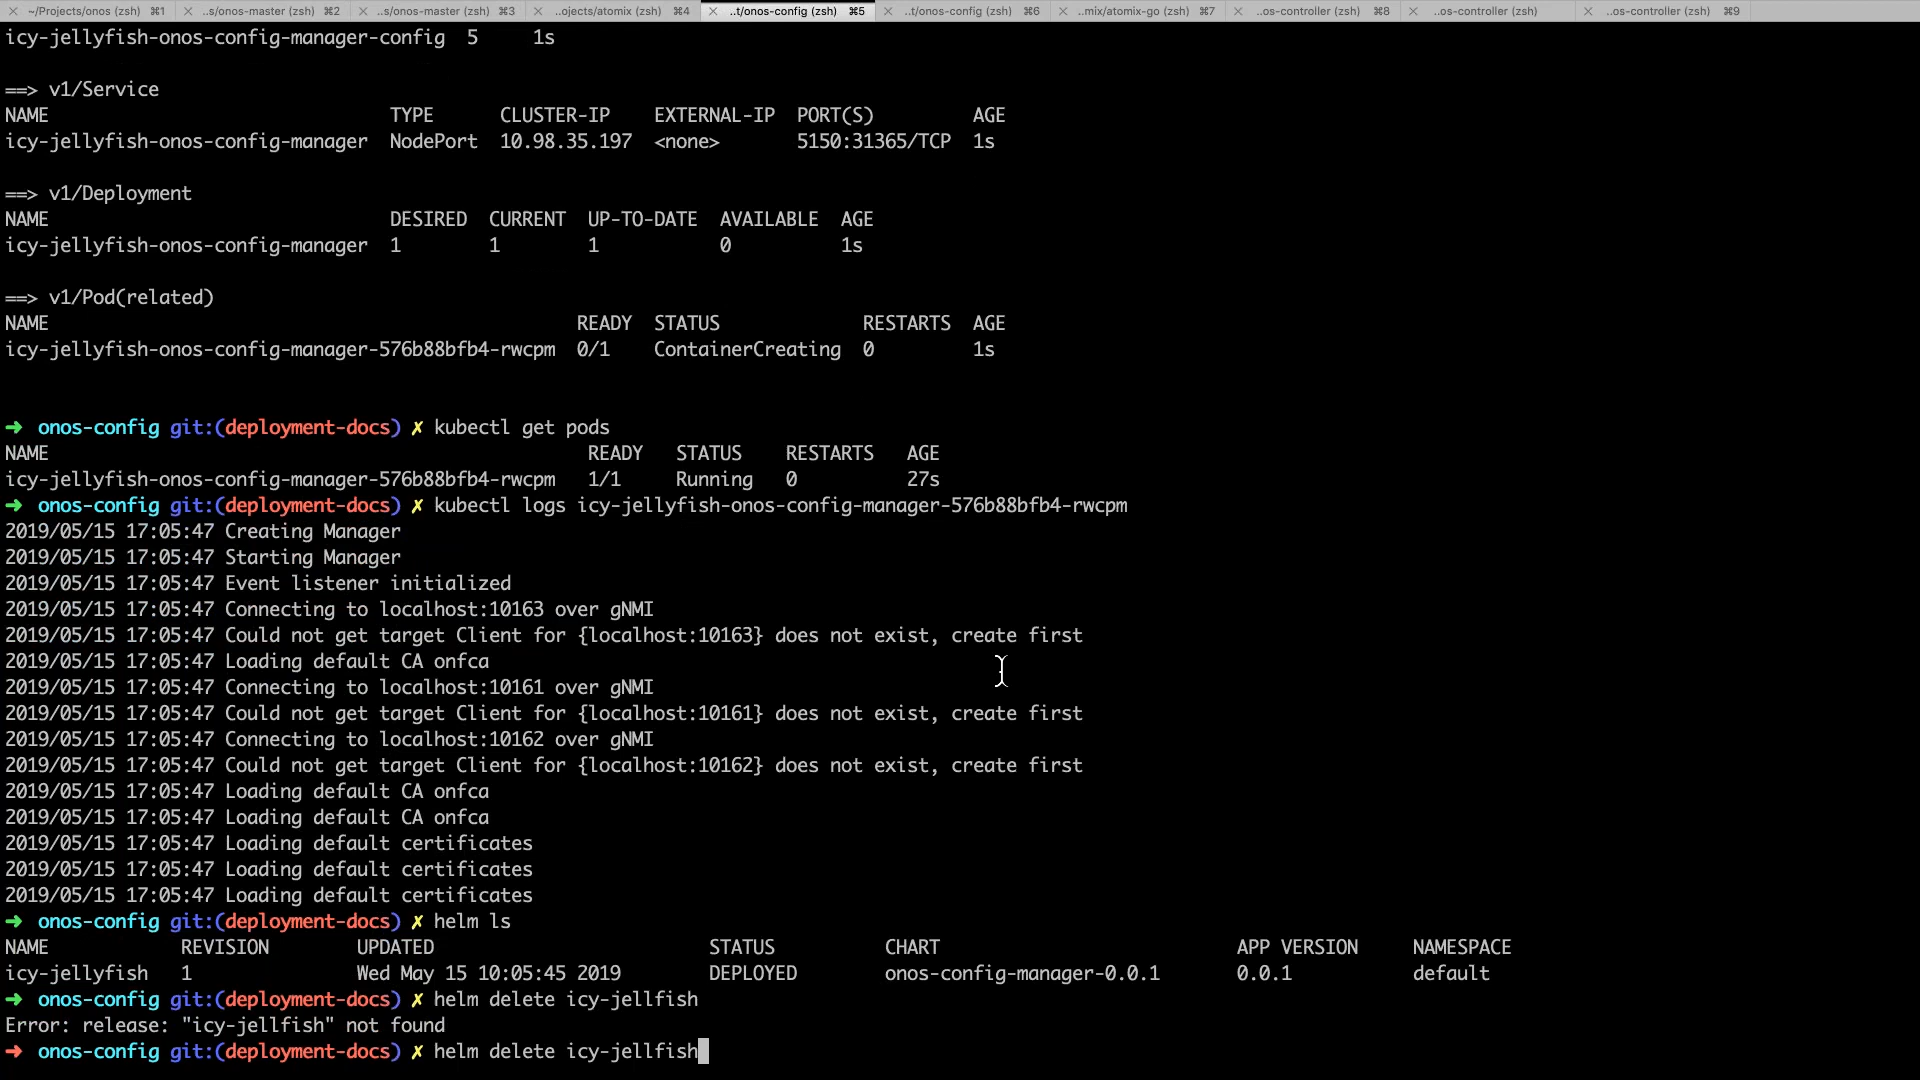 ~/Projects/onos (zsh) ⌘1 ..s/onos-master (zsh) ⌘2 ..s/onos-master (zsh) ⌘3 ..ojects/atomix (zsh) ⌘4 ..t/onos-config (zsh) ⌘5 ..t/onos-config (zsh) ⌘6 ..mix/atomix-go (zsh) ⌘7 ..os-controller (zsh) ⌘8 ..os-controller (zsh) ..os-controller (zsh) ⌘9
icy-jellyfish-onos-config-manager-config 5 1s
==> v1/Service
NAME TYPE CLUSTER-IP EXTERNAL-IP PORT(S) AGE
icy-jellyfish-onos-config-manager NodePort 10.98.35.197 <none> 5150:31365/TCP 1s
==> v1/Deployment
NAME DESIRED CURRENT UP-TO-DATE AVAILABLE AGE
icy-jellyfish-onos-config-manager 1 1 1 0 1s
==> v1/Pod(related)
NAME READY STATUS RESTARTS AGE
icy-jellyfish-onos-config-manager-576b88bfb4-rwcpm 0/1 ContainerCreating 0 1s
➜ onos-config git:(deployment-docs) ✗ kubectl get pods
NAME READY STATUS RESTARTS AGE
icy-jellyfish-onos-config-manager-576b88bfb4-rwcpm 1/1 Running 0 27s
➜ onos-config git:(deployment-docs) ✗ kubectl logs icy-jellyfish-onos-config-manager-576b88bfb4-rwcpm
2019/05/15 17:05:47 Creating Manager
2019/05/15 17:05:47 Starting Manager
2019/05/15 17:05:47 Event listener initialized
2019/05/15 17:05:47 Connecting to localhost:10163 over gNMI
2019/05/15 17:05:47 Could not get target Client for {localhost:10163} does not exist, create first
2019/05/15 17:05:47 Loading default CA onfca
2019/05/15 17:05:47 Connecting to localhost:10161 over gNMI
2019/05/15 17:05:47 Could not get target Client for {localhost:10161} does not exist, create first
2019/05/15 17:05:47 Connecting to localhost:10162 over gNMI
2019/05/15 17:05:47 Could not get target Client for {localhost:10162} does not exist, create first
2019/05/15 17:05:47 Loading default CA onfca
2019/05/15 17:05:47 Loading default CA onfca
2019/05/15 17:05:47 Loading default certificates
2019/05/15 17:05:47 Loading default certificates
2019/05/15 17:05:47 Loading default certificates
➜ onos-config git:(deployment-docs) ✗ helm ls
NAME REVISION UPDATED STATUS CHART APP VERSION NAMESPACE
icy-jellyfish 1 Wed May 15 10:05:45 2019 DEPLOYED onos-config-manager-0.0.1 0.0.1 default
➜ onos-config git:(deployment-docs) ✗ helm delete icy-jellfish
Error: release: "icy-jellfish" not found
➜ onos-config git:(deployment-docs) ✗ helm delete icy-jellfish